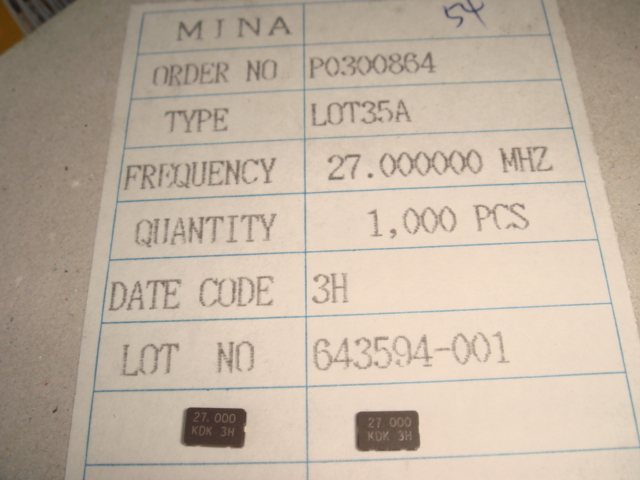 MINA
54
ORDER NO P0300864
TYPE LOT35A
FREQUENCY 27.000000 MHZ
QUANTITY 1,000 PCS
DATE CODE 3H
LOT NO 643594-001
27.000
KDK 3H
27.000
KDK 3H